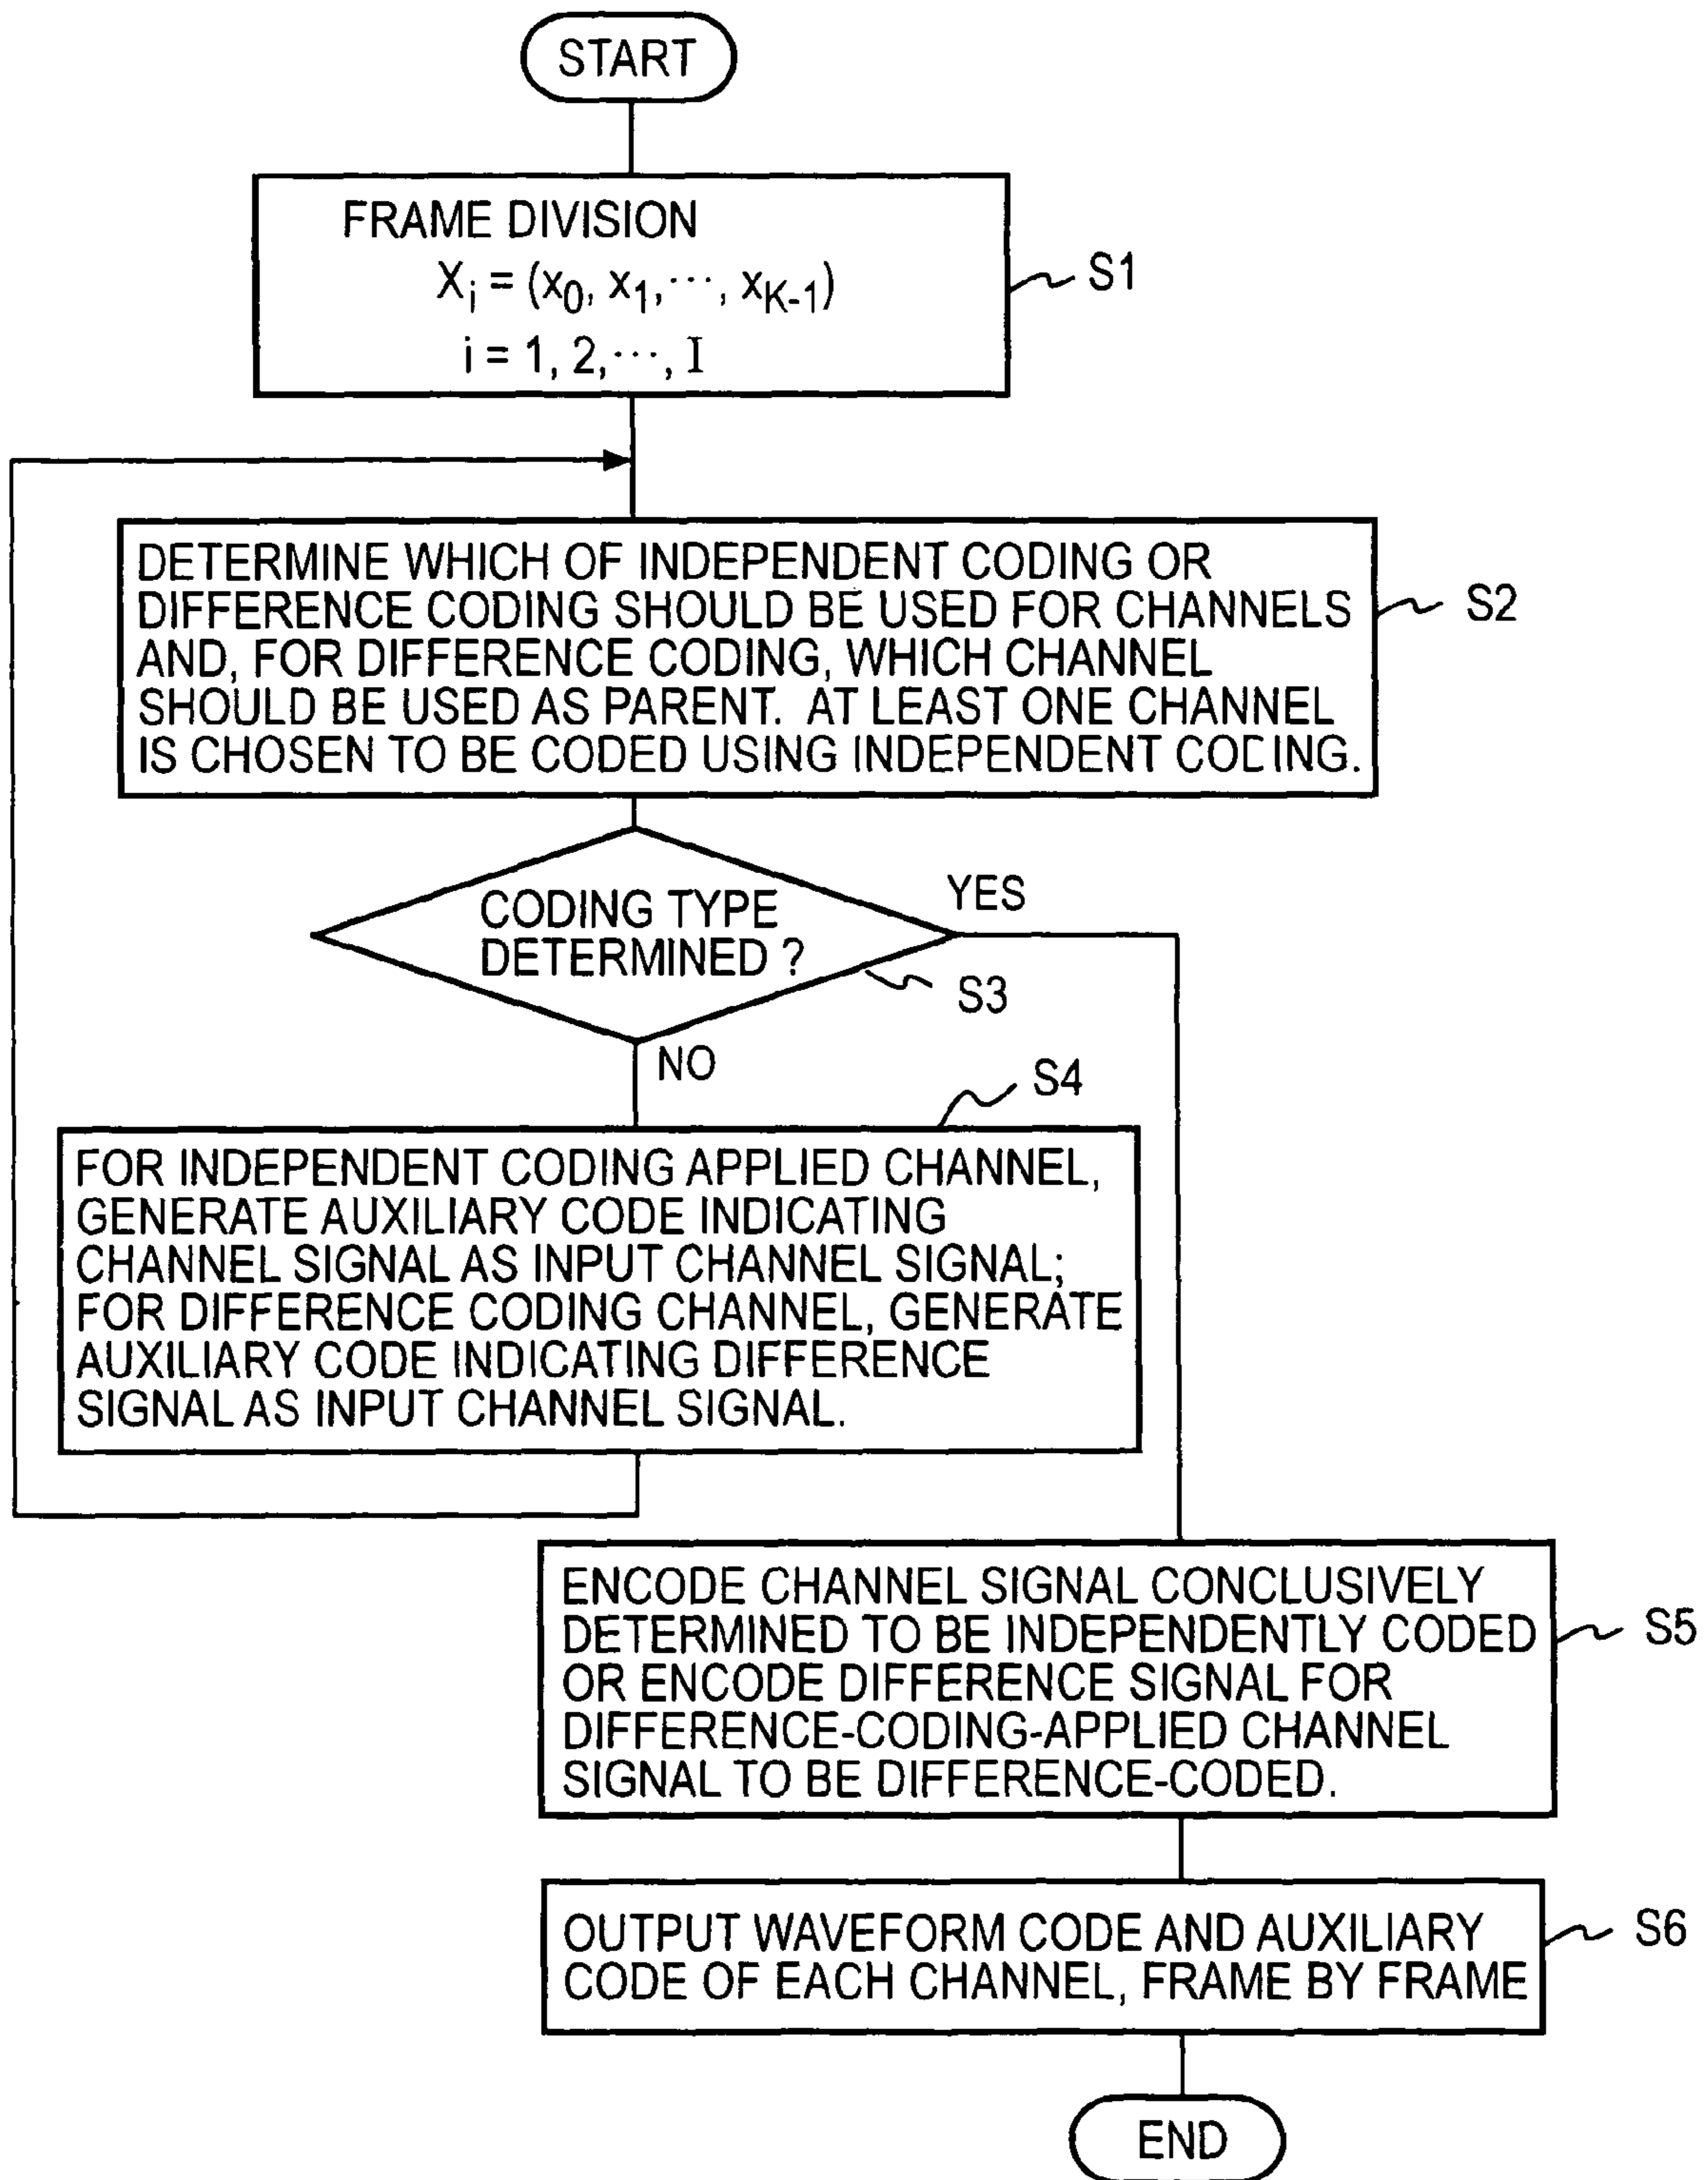 START
FRAME DIVISION
Xi = (x0, x1, ···, xK-1)
i = 1, 2, ···, I
S1
DETERMINE WHICH OF INDEPENDENT CODING OR
DIFFERENCE CODING SHOULD BE USED FOR CHANNELS
AND, FOR DIFFERENCE CODING, WHICH CHANNEL
SHOULD BE USED AS PARENT. AT LEAST ONE CHANNEL
IS CHOSEN TO BE CODED USING INDEPENDENT CODING.
S2
CODING TYPE
DETERMINED ?
YES
S3
NO
S4
FOR INDEPENDENT CODING APPLIED CHANNEL,
GENERATE AUXILIARY CODE INDICATING
CHANNEL SIGNAL AS INPUT CHANNEL SIGNAL;
FOR DIFFERENCE CODING CHANNEL, GENERATE
AUXILIARY CODE INDICATING DIFFERENCE
SIGNAL AS INPUT CHANNEL SIGNAL.
ENCODE CHANNEL SIGNAL CONCLUSIVELY
DETERMINED TO BE INDEPENDENTLY CODED
OR ENCODE DIFFERENCE SIGNAL FOR
DIFFERENCE-CODING-APPLIED CHANNEL
SIGNAL TO BE DIFFERENCE-CODED.
S5
OUTPUT WAVEFORM CODE AND AUXILIARY
CODE OF EACH CHANNEL, FRAME BY FRAME
S6
END